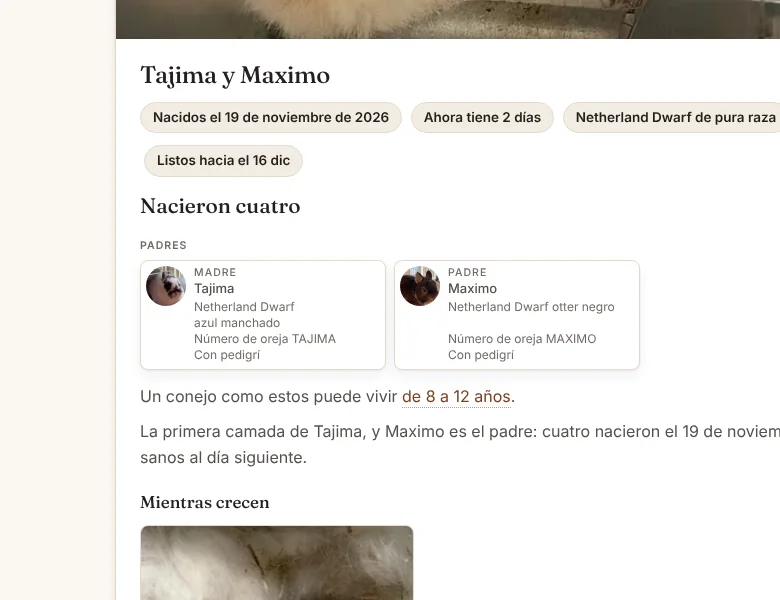 Tajima y Maximo
Nacidos el 19 de noviembre de 2026
Ahora tiene 2 días
Netherland Dwarf de pura raza
Listos hacia el 16 dic
Nacieron cuatro
PADRES
MADRE
Tajima
Netherland Dwarf
azul manchado
Número de oreja TAJIMA
Con pedigrí
PADRE
Maximo
Netherland Dwarf otter negro
Número de oreja MAXIMO
Con pedigrí
Un conejo como estos puede vivir de 8 a 12 años.
La primera camada de Tajima, y Maximo es el padre: cuatro nacieron el 19 de noviem
sanos al día siguiente.
Mientras crecen